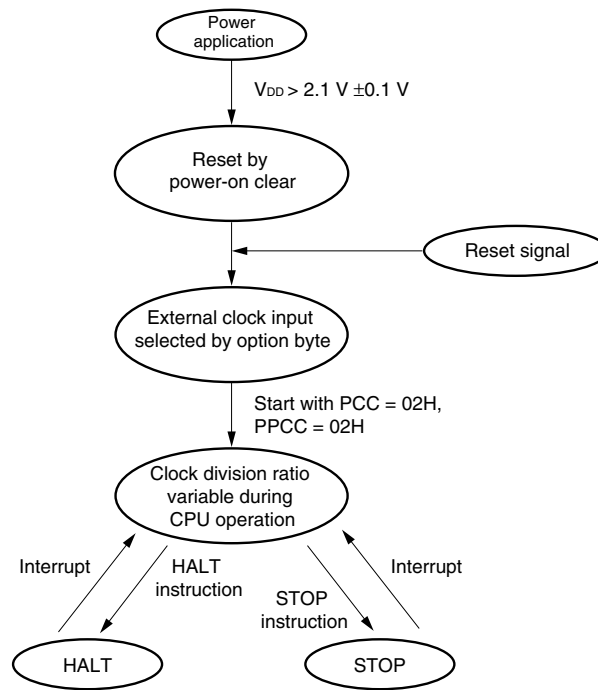 Power
application
VDD > 2.1 V ±0.1 V
Reset by
power-on clear
Reset signal
External clock input
selected by option byte
Start with PCC = 02H,
PPCC = 02H
Clock division ratio
variable during
CPU operation
Interrupt
HALT
instruction
STOP
instruction
Interrupt
HALT
STOP